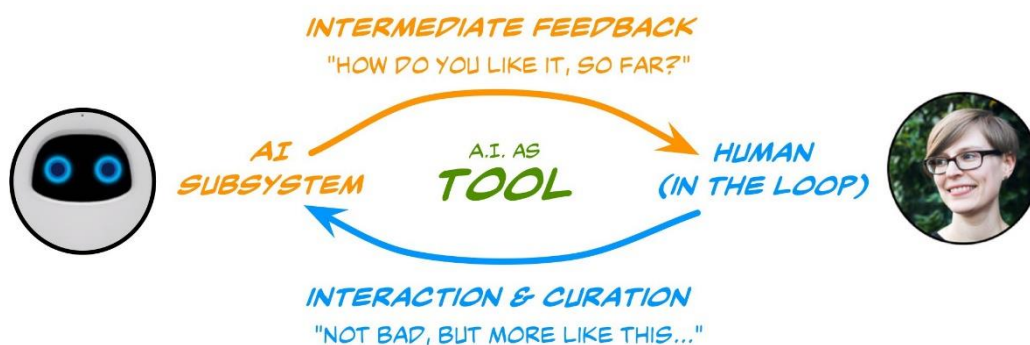 INTERMEDIATE FEEDBACK
"HOW DO YOU LIKE IT, SO FAR?"
AI
SUBSYSTEM
A.I. AS
TOOL
HUMAN
(IN THE LOOP)
INTERACTION & CURATION
"NOT BAD, BUT MORE LIKE THIS..."